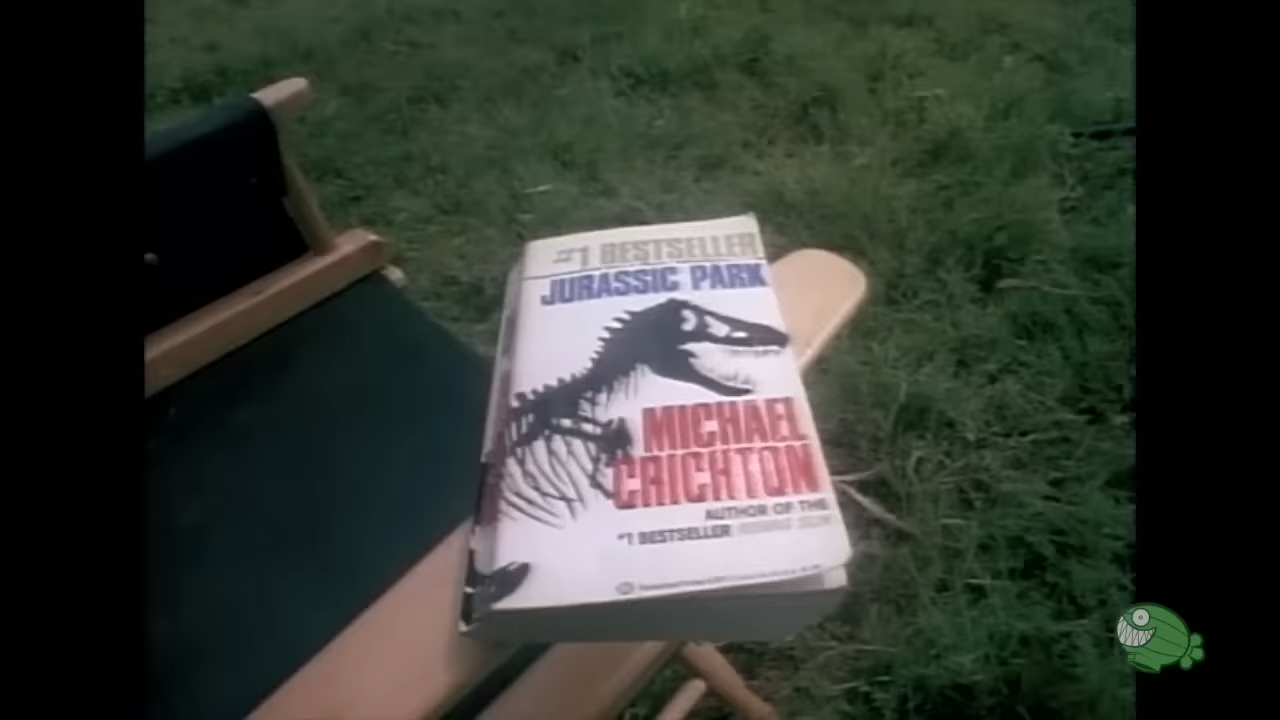 #1 BESTSELLER
JURASSIC PARK
MICHAEL
CRICHTON
AUTHOR OF THE
#1 BESTSELLER